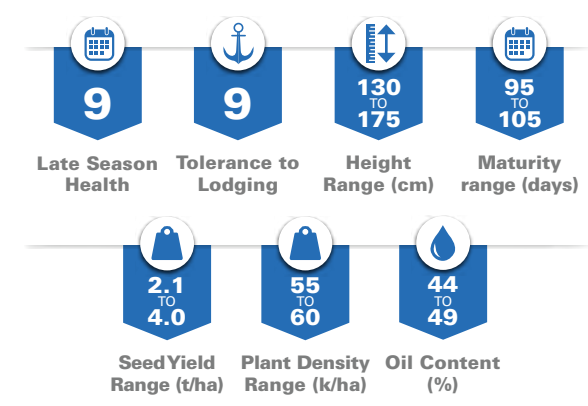 9
9
130
TO
175
95
TO
105
Late Season
Health
Tolerance to
Lodging
Height
Range (cm)
Maturity
range (days)
2.1
TO
4.0
55
TO
60
44
TO
49
Seed Yield
Range (t/ha)
Plant Density
Range (k/ha)
Oil Content
(%)